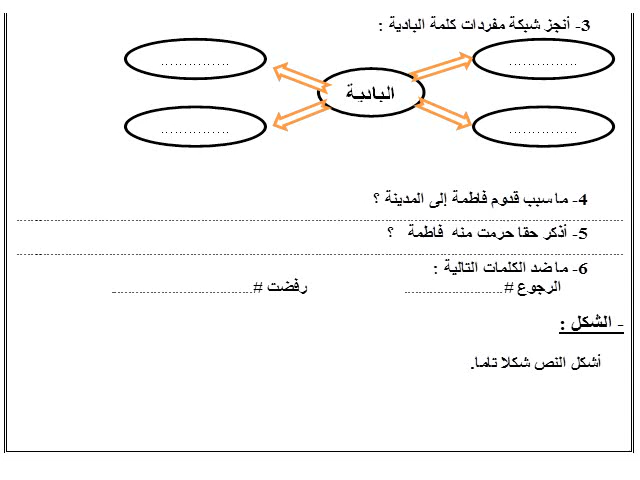 3- أنجز شبكة مفردات كلمة البادية :
............... ...............
البادية
............... ...............
4- ما سبب قدوم فاطمة إلى المدينة ؟
................................................................
5- أذكر حقا حرمت منه فاطمة ؟
................................................................
6- ما ضد الكلمات التالية :
الرجوع #......................... رفضت #...................................
- الشكل :
أشكل النص شكلا تاما.